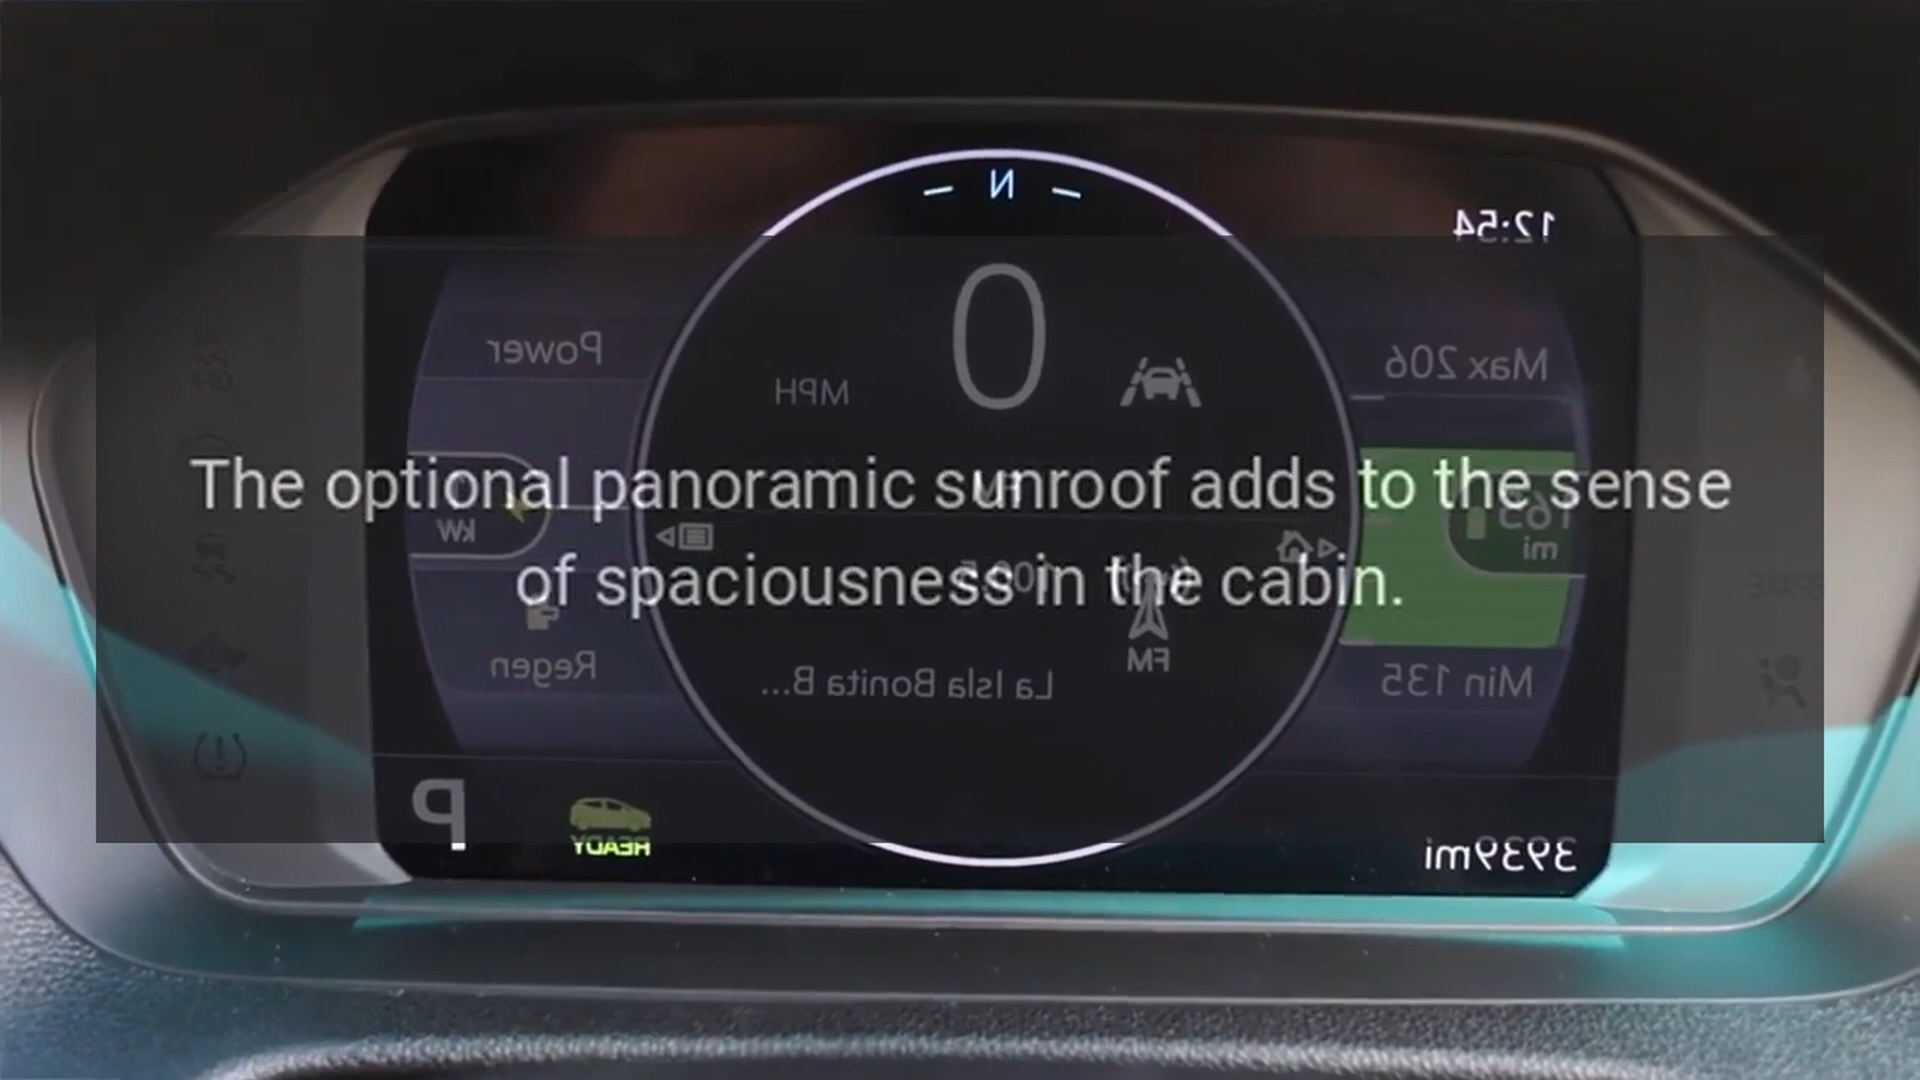 N
12:54
0
Power
MPH
Max 206
The optional panoramic sunroof adds to the sense
of spaciousness in the cabin.
kW
mi
FM
Regen
La Isla Bonita B...
Min 135
P
READY
3939mi